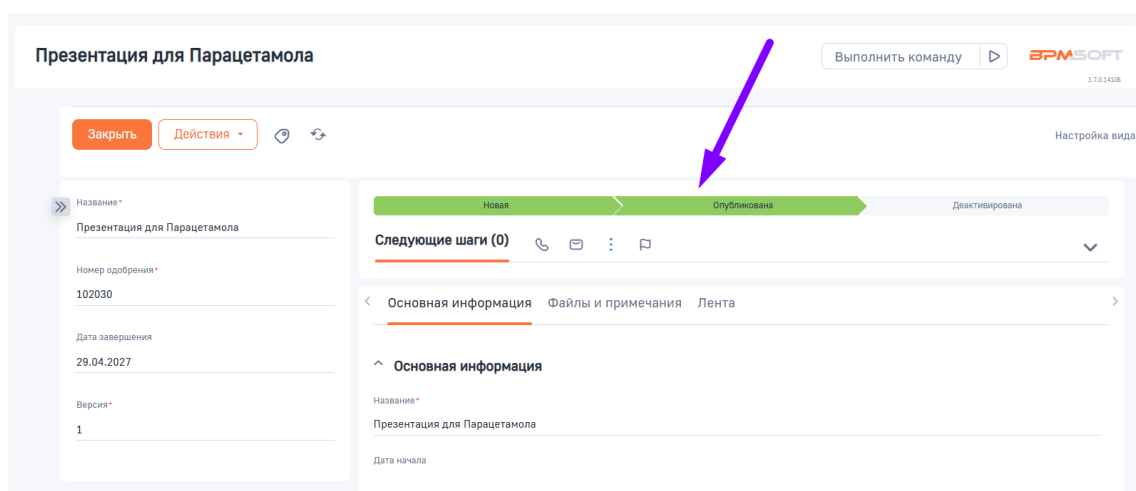 Презентация для Парацетамола
Выполнить команду
BPMSOFT
1.7.0.14106
Закрыть
Действия
Настройка вида
Название*
Презентация для Парацетамола
Номер одобрения*
102030
Дата завершения
29.04.2027
Версия*
1
Новая
Опубликована
Деактивирована
Следующие шаги (0)
Основная информация Файлы и примечания Лента
Основная информация
Название*
Презентация для Парацетамола
Дата начала